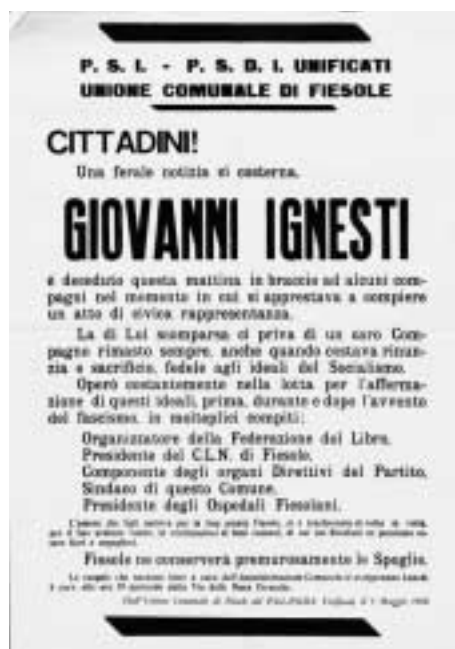 P. S. I. - P. S. D. I. UNIFICATI
UNIONE COMUNALE DI FIESOLE
CITTADINI!
Una ferale notizia ci costerna.
GIOVANNI IGNESTI
è deceduto questa mattina in braccio ad alcuni com-
pagni nel momento in cui si apprestava a compiere
un atto di civica rappresentanza.
La di Lui scomparsa ci priva di un caro Com-
pagno rimasto sempre, anche quando costava rinun-
zia e sacrificio, fedele agli ideali del Socialismo.
Operò costantemente nella lotta per l'afferma-
zione di questi ideali, prima, durante e dopo l'avvento
del fascismo, in molteplici compiti:
Organizzatore della Federazione del Libro,
Presidente del C.L.N. di Fiesole,
Componente degli organi Direttivi del Partito,
Sindaco di questo Comune,
Presidente degli Ospedali Fiesolani.
Fiesole ne conserverà premurosamente le Spoglie.